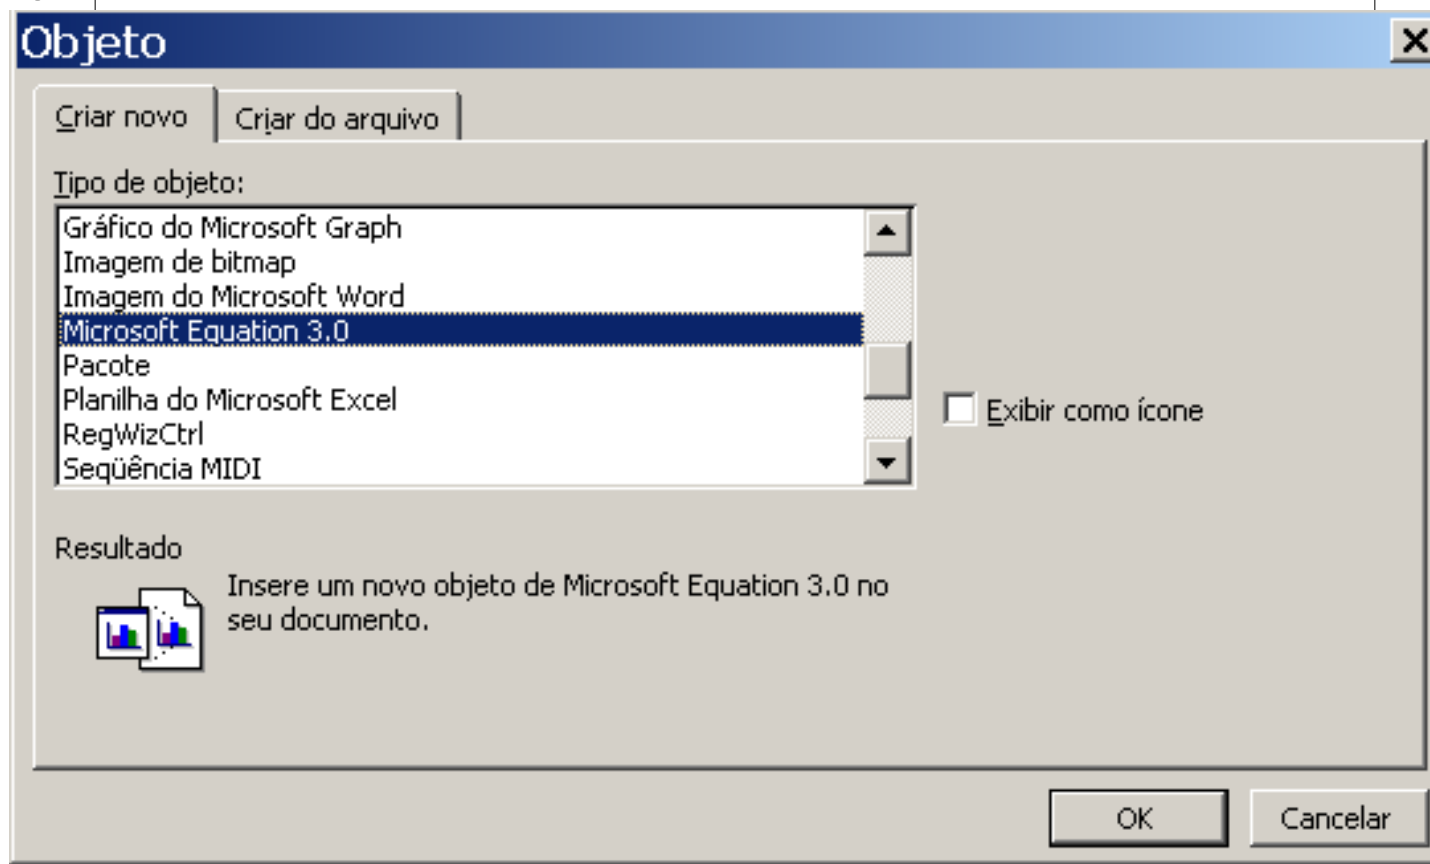 Objeto
Criar novo
Criar do arquivo
Tipo de objeto:
Gráfico do Microsoft Graph
Imagem de bitmap
Imagem do Microsoft Word
Microsoft Equation 3.0
Pacote
Planilha do Microsoft Excel
RegWizCtrl
Seqüência MIDI
Exibir como ícone
Resultado
Insere um novo objeto de Microsoft Equation 3.0 no
seu documento.
OK
Cancelar